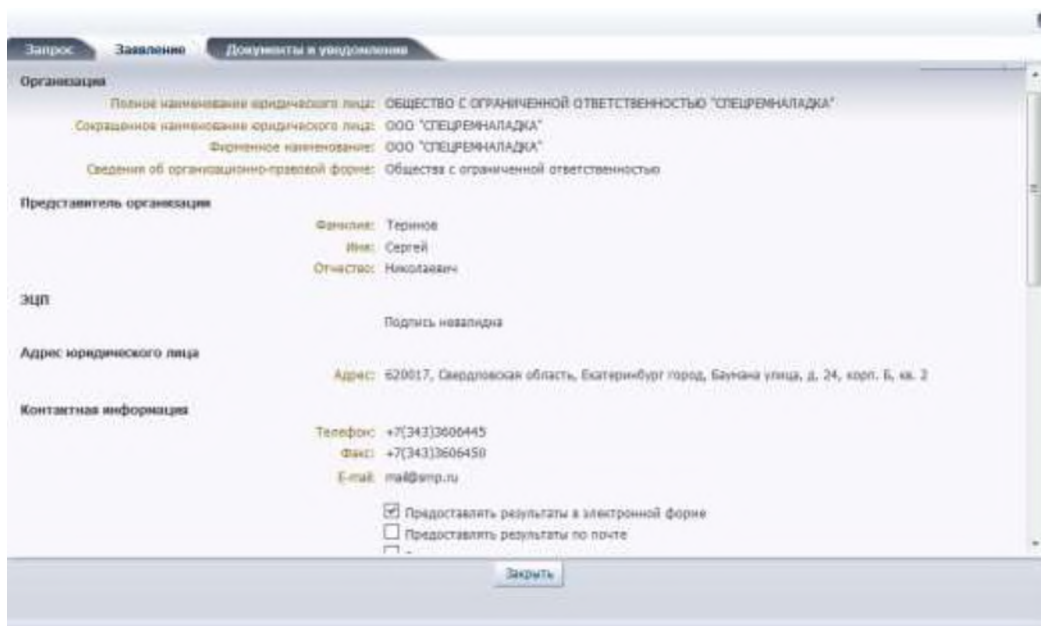 Запрос
Заявление
Документы и уведомления
Организация
Полное наименование юридического лица: ОБЩЕСТВО С ОГРАНИЧЕННОЙ ОТВЕТСТВЕННОСТЬЮ "СПЕЦРЕМНАЛАДКА"
Сокращенное наименование юридического лица: ООО "СПЕЦРЕМНАЛАДКА"
Фирменное наименование: ООО "СПЕЦРЕМНАЛАДКА"
Сведения об организационно-правовой форме: Общества с ограниченной ответственностью
Представитель организации
Фамилия: Теринов
Имя: Сергей
Отчество: Николаевич
ЭЦП
Подпись невалидна
Адрес юридического лица
Адрес: 620017, Свердловская область, Екатеринбург город, Баумана улица, д. 24, корп. Б, кв. 2
Контактная информация
Телефон: +7(343)3606445
Факс: +7(343)3606450
E-mail: mail@smp.ru
Предоставлять результаты в электронной форме
Предоставлять результаты по почте
Закрыть